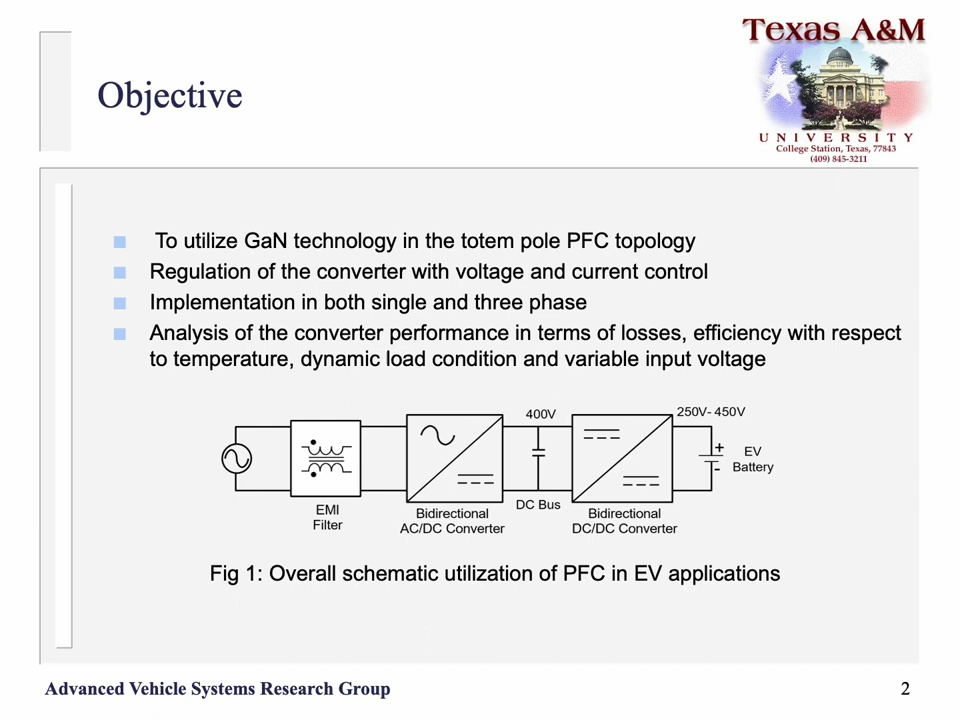 Texas A&M
UNIVERSITY
College Station, Texas, 77843
(409) 845-3211
Objective
To utilize GaN technology in the totem pole PFC topology
Regulation of the converter with voltage and current control
Implementation in both single and three phase
Analysis of the converter performance in terms of losses, efficiency with respect
to temperature, dynamic load condition and variable input voltage
400V
250V- 450V
+
-
EV
Battery
EMI
Filter
Bidirectional
AC/DC Converter
DC Bus
Bidirectional
DC/DC Converter
Fig 1: Overall schematic utilization of PFC in EV applications
Advanced Vehicle Systems Research Group
2